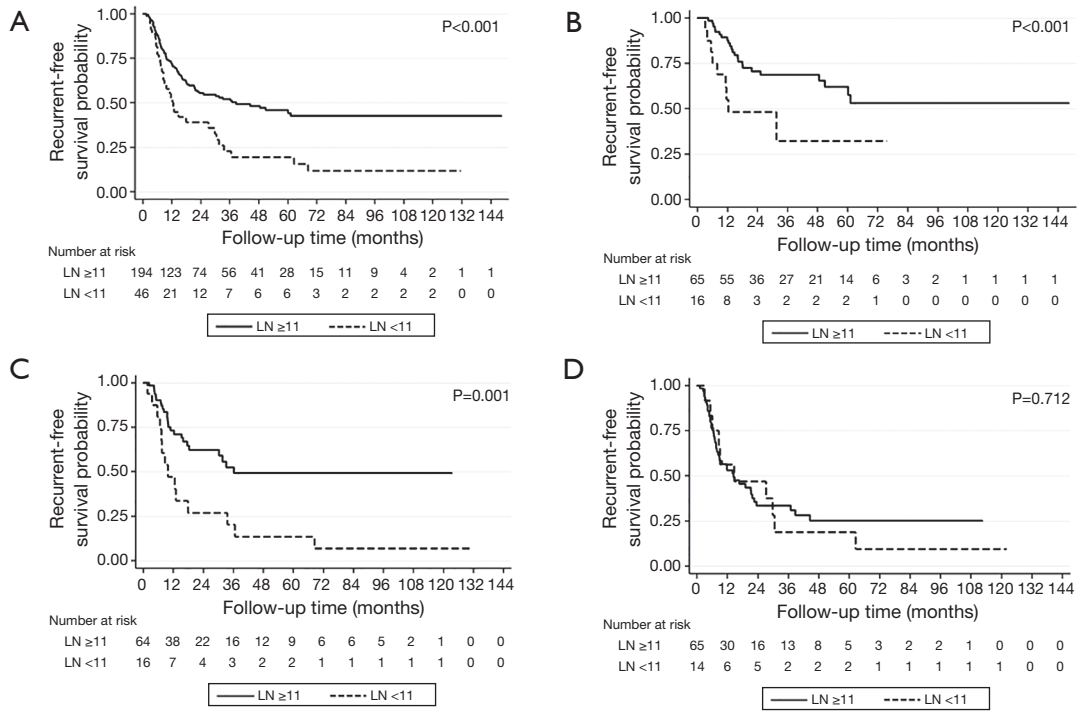 A
P<0.001
Recurrent-free
survival probability
1.00
0.75
0.50
0.25
0.00
0 12 24 36 48 60 72 84 96 108 120 132 144
Follow-up time (months)
Number at risk
LN ≥11 194 123 74 56 41 28 15 11 9 4 2 1 1
LN <11 46 21 12 7 6 6 3 2 2 2 2 0 0
LN ≥11 LN <11
B
P<0.001
Recurrent-free
survival probability
1.00
0.75
0.50
0.25
0.00
0 12 24 36 48 60 72 84 96 108 120 132 144
Follow-up time (months)
Number at risk
LN ≥11 65 55 36 27 21 14 6 3 2 1 1 1 1
LN <11 16 8 3 2 2 2 1 0 0 0 0 0 0
LN ≥11 LN <11
C
P=0.001
Recurrent-free
survival probability
1.00
0.75
0.50
0.25
0.00
0 12 24 36 48 60 72 84 96 108 120 132 144
Follow-up time (months)
Number at risk
LN ≥11 64 38 22 16 12 9 6 6 5 2 1 0 0
LN <11 16 7 4 3 2 2 1 1 1 1 1 0 0
LN ≥11 LN <11
D
P=0.712
Recurrent-free
survival probability
1.00
0.75
0.50
0.25
0.00
0 12 24 36 48 60 72 84 96 108 120 132 144
Follow-up time (months)
Number at risk
LN ≥11 65 30 16 13 8 5 3 2 2 1 0 0 0
LN <11 14 6 5 2 2 2 1 1 1 1 1 0 0
LN ≥11 LN <11